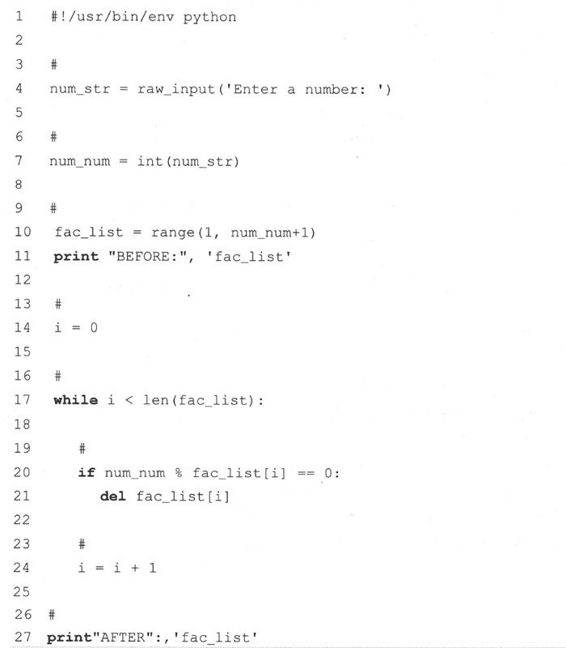 1 #!/usr/bin/env python
2
3 #
4 num_str = raw_input('Enter a number: ')
5
6 #
7 num_num = int(num_str)
8
9 #
10 fac_list = range(1, num_num+1)
11 print "BEFORE:", 'fac_list'
12
13 #
14 i = 0
15
16 #
17 while i < len(fac_list):
18
19 #
20 if num_num % fac_list[i] == 0:
21 del fac_list[i]
22
23 #
24 i = i + 1
25
26 #
27 print"AFTER":,'fac_list'